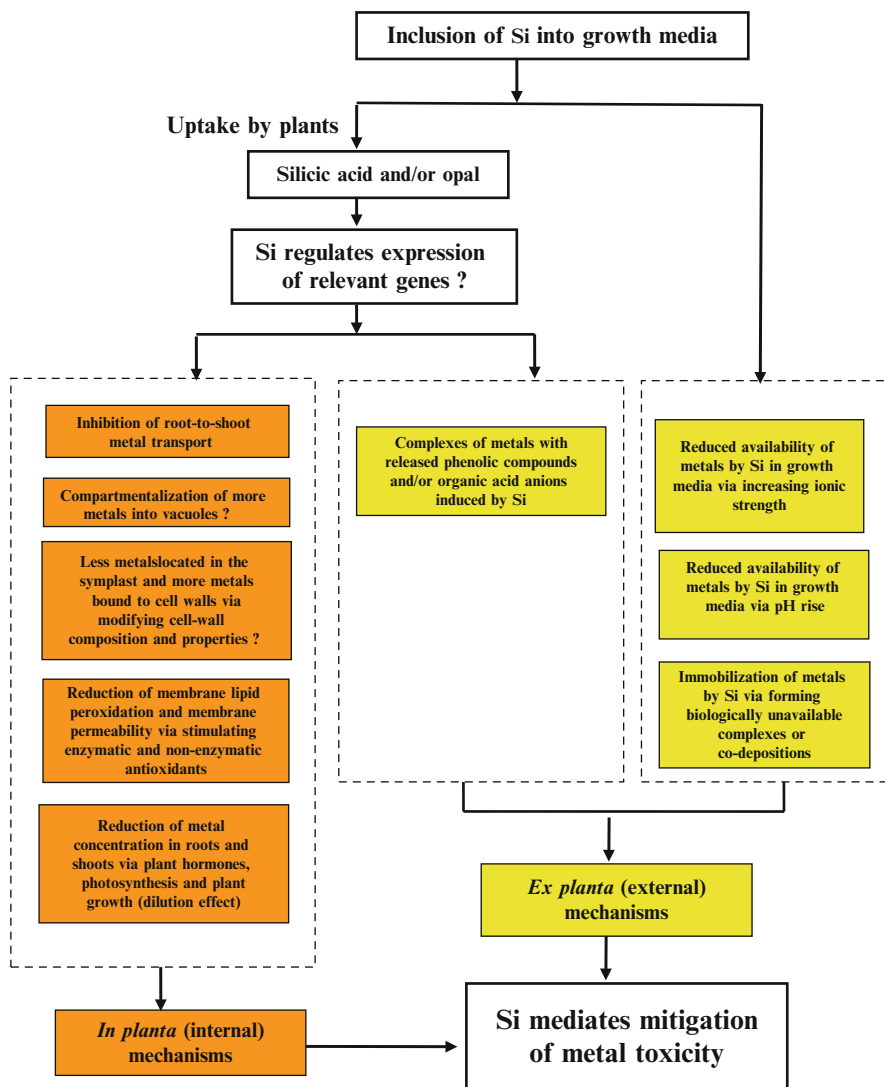 Inclusion of Si into growth media
Uptake by plants
Silicic acid and/or opal
Si regulates expression
of relevant genes ?
Inhibition of root-to-shoot
metal transport
Compartmentalization of more
metals into vacuoles ?
Less metalslocated in the
symplast and more metals
bound to cell walls via
modifying cell-wall
composition and properties ?
Reduction of membrane lipid
peroxidation and membrane
permeability via stimulating
enzymatic and non-enzymatic
antioxidants
Reduction of metal
concentration in roots and
shoots via plant hormones,
photosynthesis and plant
growth (dilution effect)
Complexes of metals with
released phenolic compounds
and/or organic acid anions
induced by Si
Reduced availability of
metals by Si in growth
media via increasing ionic
strength
Reduced availability of
metals by Si in growth
media via pH rise
Immobilization of metals
by Si via forming
biologically unavailable
complexes or
co-depositions
Ex planta (external)
mechanisms
In planta (internal)
mechanisms
Si mediates mitigation
of metal toxicity